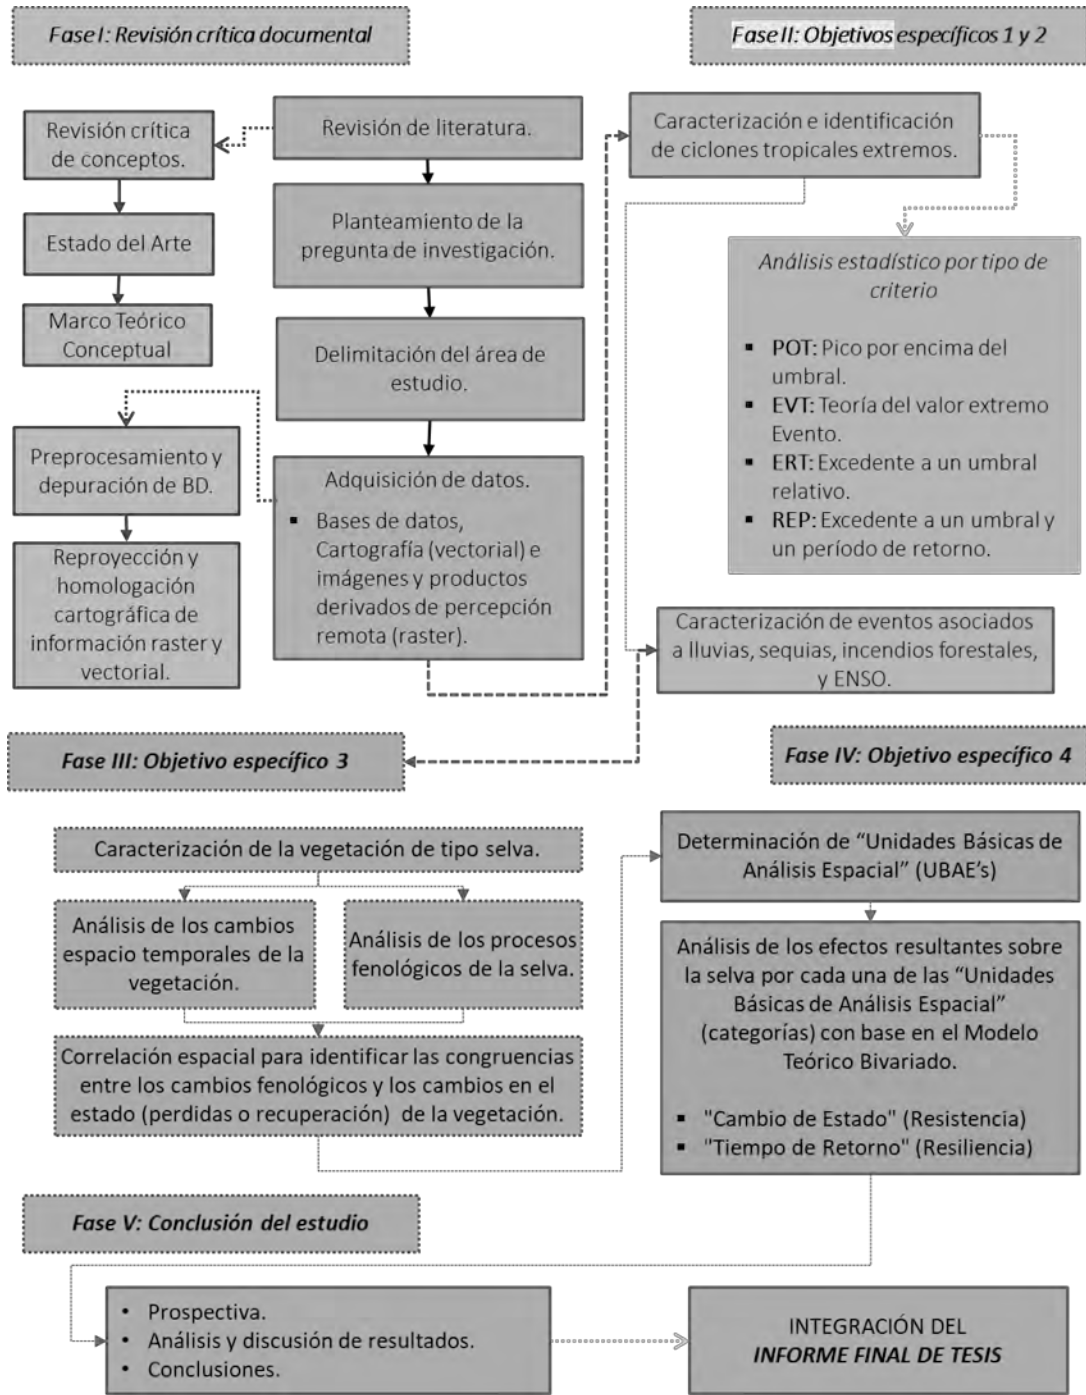 Fase I: Revisión crítica documental
Fase II: Objetivos específicos 1 y 2
Revisión crítica
de conceptos.
Estado del Arte
Marco Teórico
Conceptual
Revisión de literatura.
Planteamiento de la
pregunta de investigación.
Delimitación del área de
estudio.
Adquisición de datos.
▪ Bases de datos,
Cartografía (vectorial) e
imágenes y productos
derivados de percepción
remota (raster).
Preprocesamiento y
depuración de BD.
Reproyección y
homologación
cartográfica de
información raster y
vectorial.
Caracterización e identificación
de ciclones tropicales extremos.
Análisis estadístico por tipo de
criterio
▪ POT: Pico por encima del
umbral.
▪ EVT: Teoría del valor extremo
Evento.
▪ ERT: Excedente a un umbral
relativo.
▪ REP: Excedente a un umbral y
un período de retorno.
Caracterización de eventos asociados
a lluvias, sequias, incendios forestales,
y ENSO.
Fase III: Objetivo específico 3
Fase IV: Objetivo específico 4
Caracterización de la vegetación de tipo selva.
Análisis de los cambios
espacio temporales de la
vegetación.
Análisis de los procesos
fenológicos de la selva.
Correlación espacial para identificar las congruencias
entre los cambios fenológicos y los cambios en el
estado (perdidas o recuperación) de la vegetación.
Determinación de “Unidades Básicas de
Análisis Espacial” (UBAE’s)
Análisis de los efectos resultantes sobre
la selva por cada una de las “Unidades
Básicas de Análisis Espacial”
(categorías) con base en el Modelo
Teórico Bivariado.
▪ "Cambio de Estado" (Resistencia)
▪ "Tiempo de Retorno" (Resiliencia)
Fase V: Conclusión del estudio
• Prospectiva.
• Análisis y discusión de resultados.
• Conclusiones.
INTEGRACIÓN DEL
INFORME FINAL DE TESIS